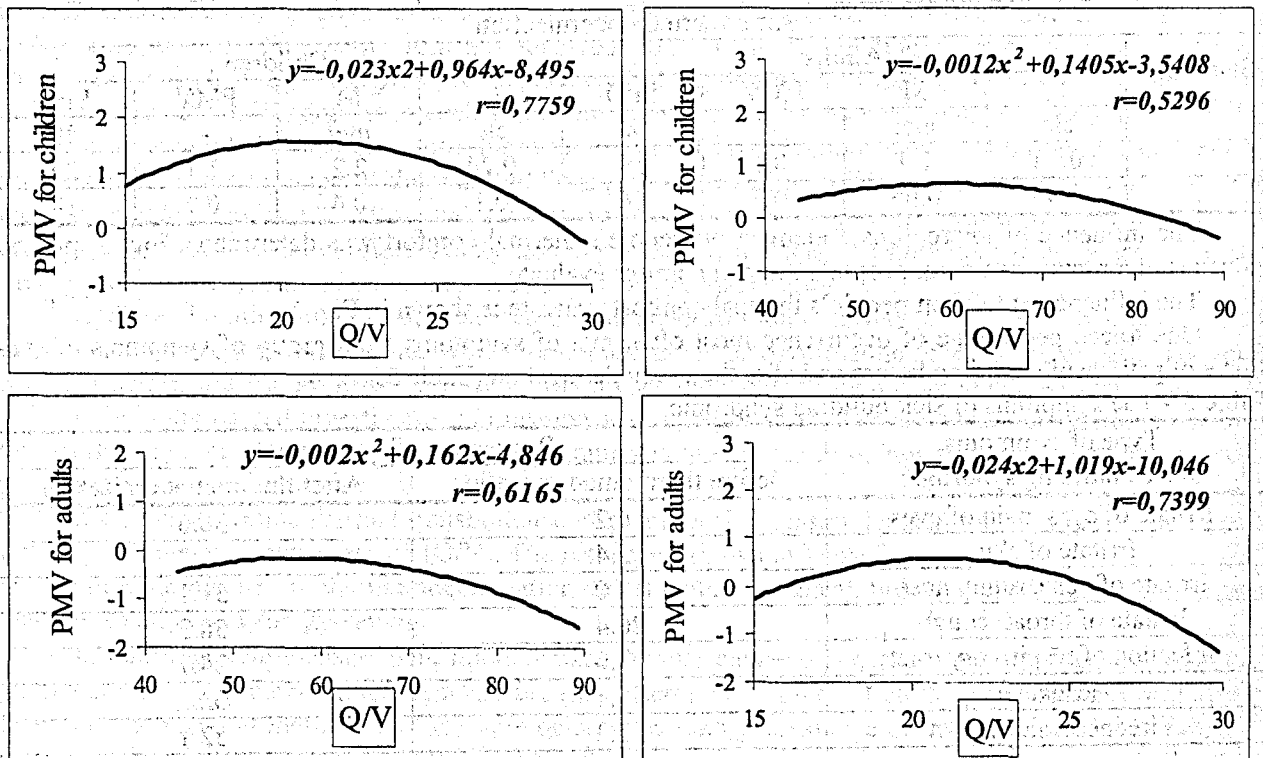 y=-0,023x2+0,964x-8,495
r=0,7759
PMV for children
3
2
1
0
-1
15 20 25 30
Q/V
y=-0,0012x²+0,1405x-3,5408
r=0,5296
PMV for children
3
2
1
0
-1
40 50 60 70 80 90
Q/V
y=-0,002x²+0,162x-4,846
r=0,6165
PMV for adults
2
1
0
-1
-2
40 50 60 70 80 90
Q/V
y=-0,024x2+1,019x-10,046
r=0,7399
PMV for adults
3
2
1
0
-1
-2
15 20 25 30
Q/V